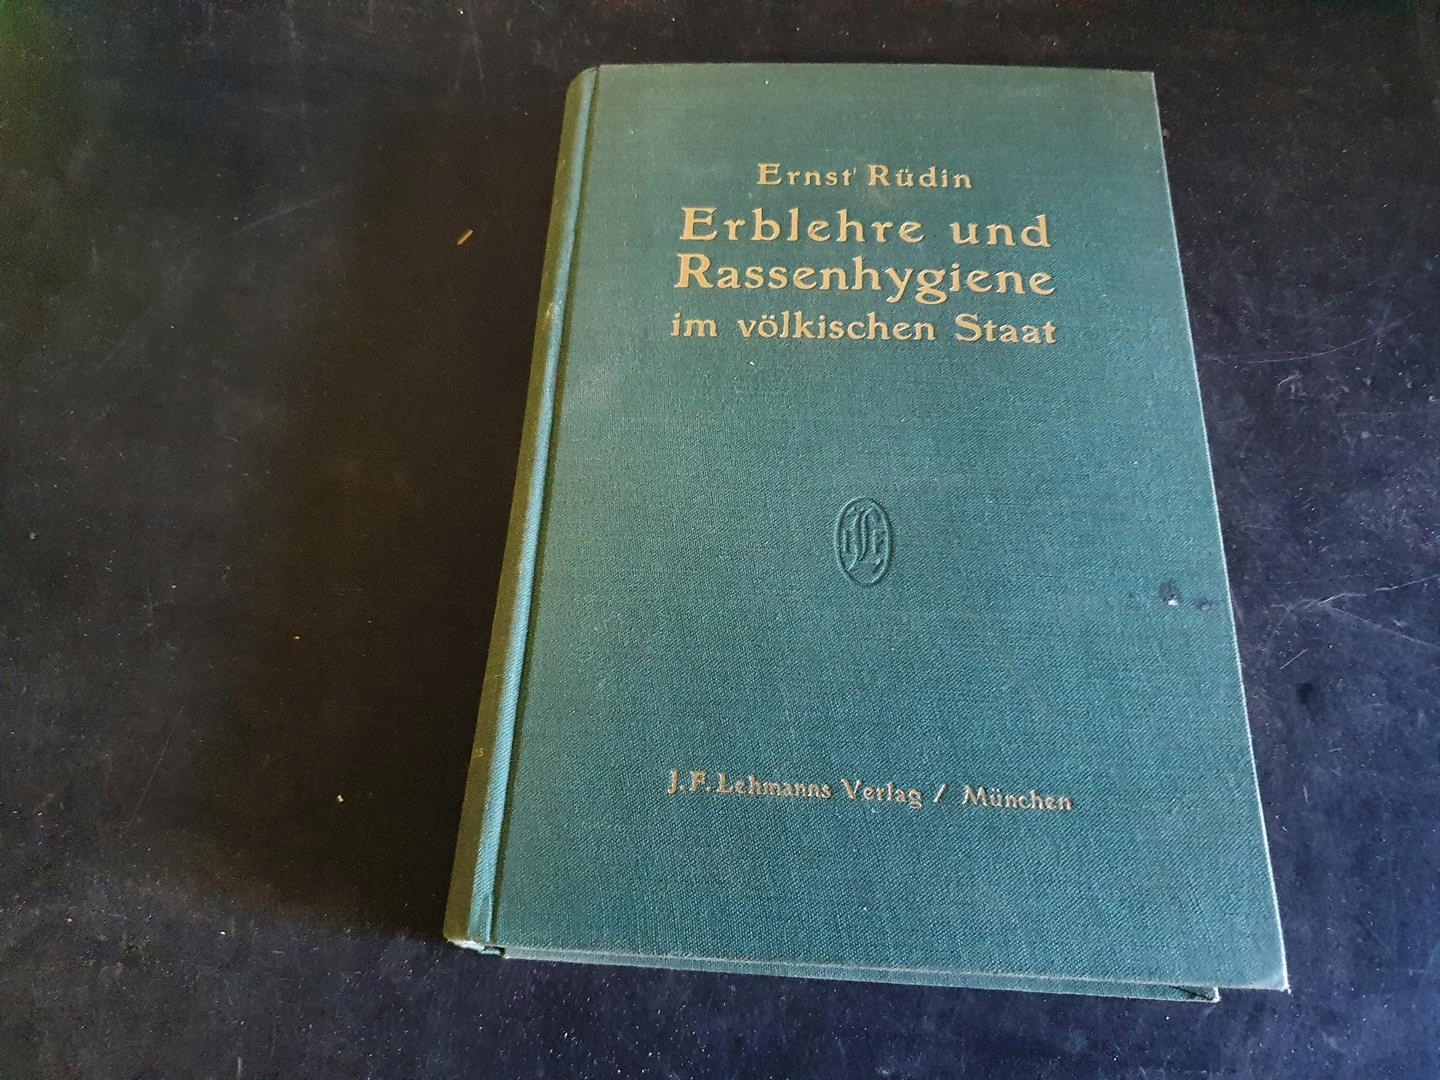 Ernst Rüdin
Erblehre und
Rassenhygiene
im völkischen Staat
J. F. Lehmanns Verlag / München